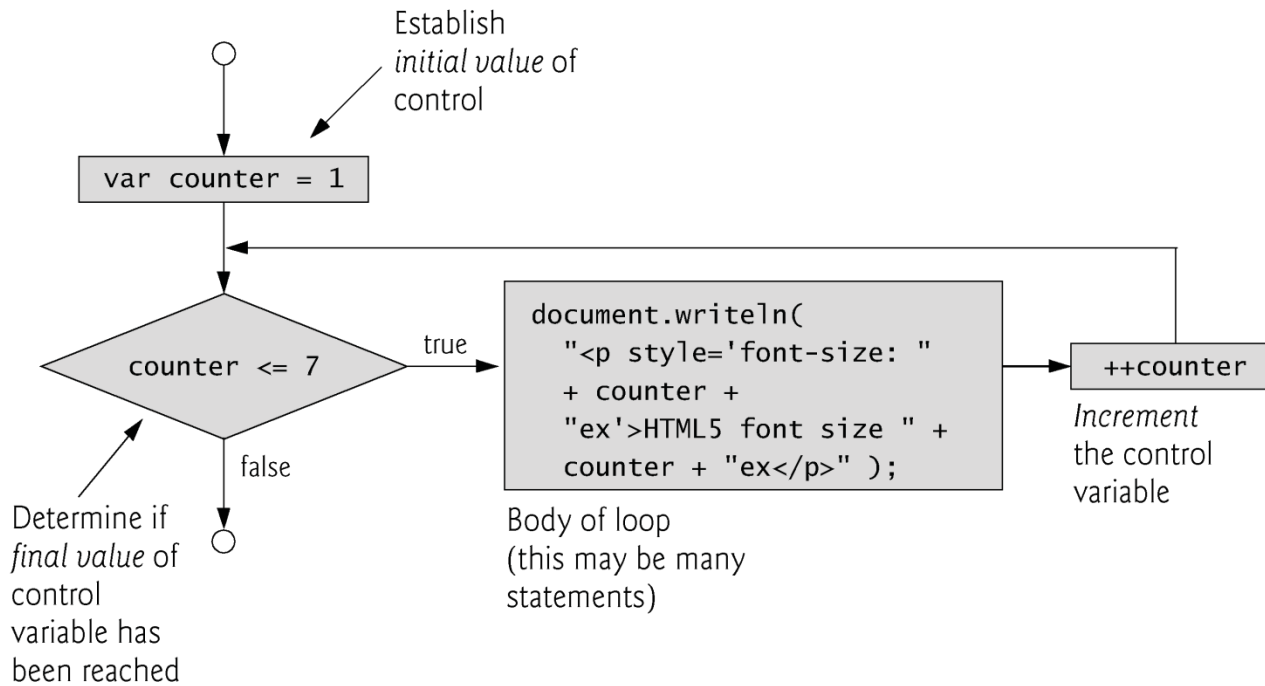 Establish
initial value of
control
var counter = 1
counter <= 7
true
false
document.writeln(
"<p style='font-size: "
+ counter +
"ex'>HTML5 font size " +
counter + "ex</p>" );
++counter
Increment
the control
variable
Determine if
final value of
control
variable has
been reached
Body of loop
(this may be many
statements)